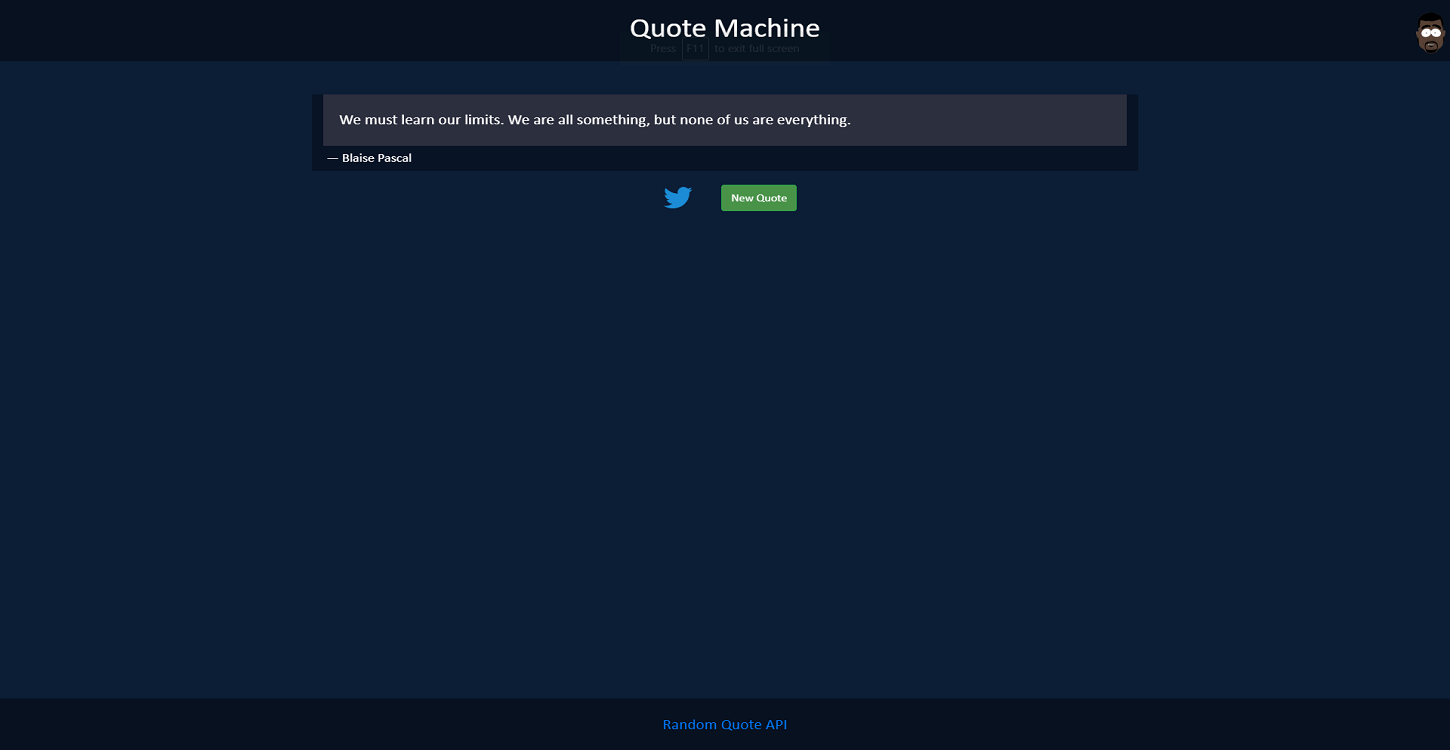 Quote Machine
Press F11 to exit full screen
We must learn our limits. We are all something, but none of us are everything.
— Blaise Pascal
New Quote
Random Quote API